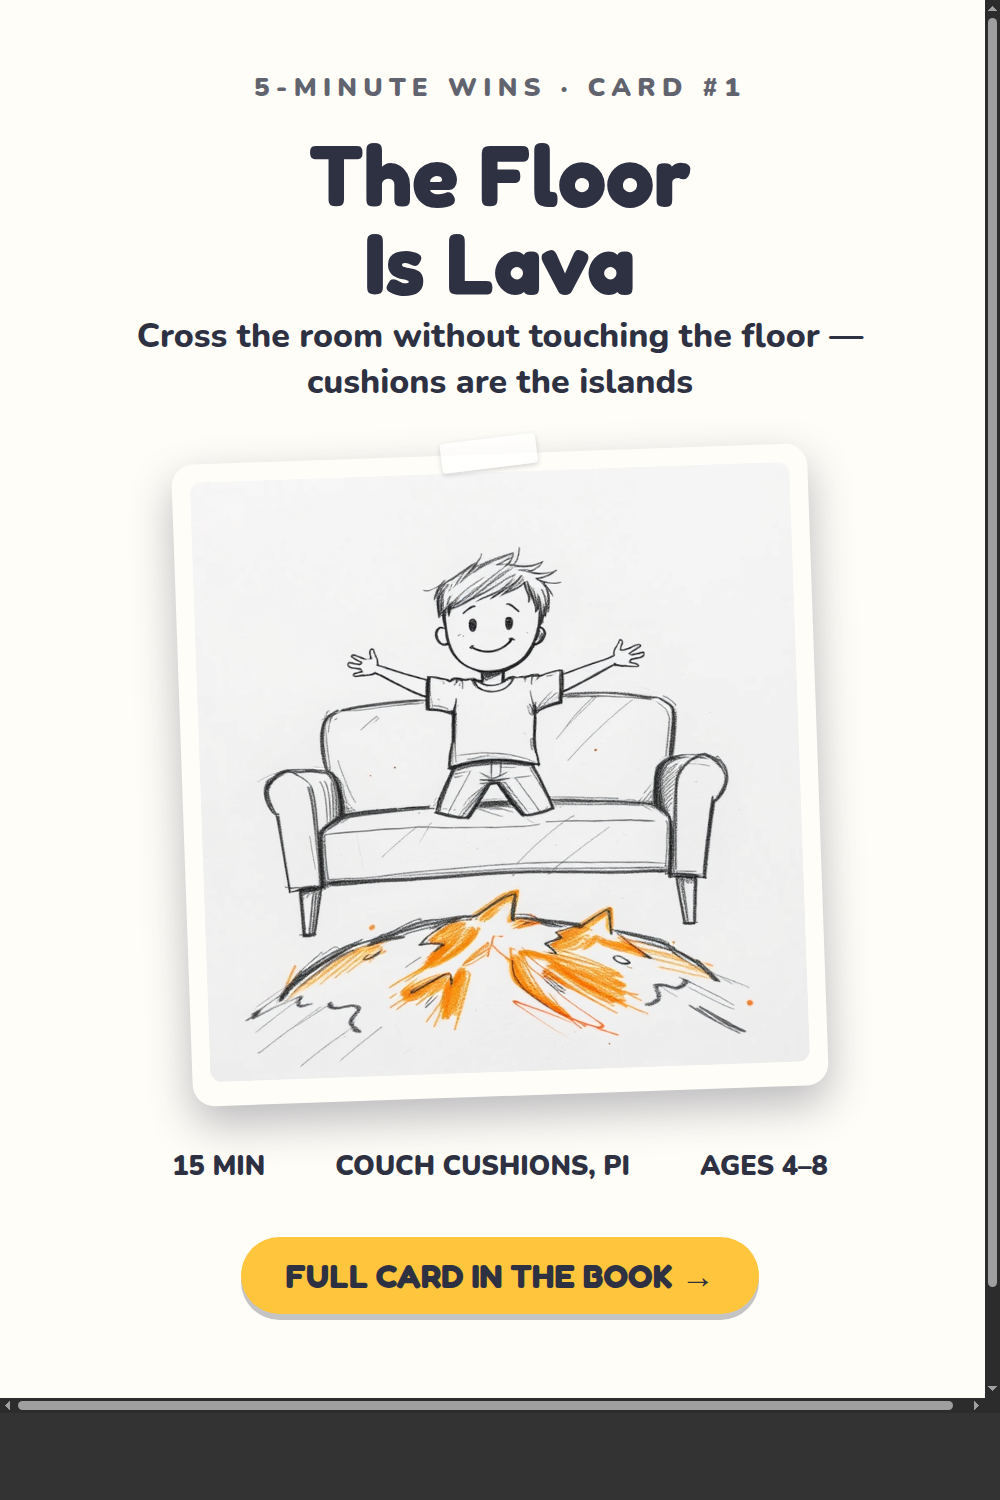 5-MINUTE WINS · CARD #1
The Floor
Is Lava
Cross the room without touching the floor —
cushions are the islands
15 MIN COUCH CUSHIONS, PI AGES 4–8
FULL CARD IN THE BOOK →